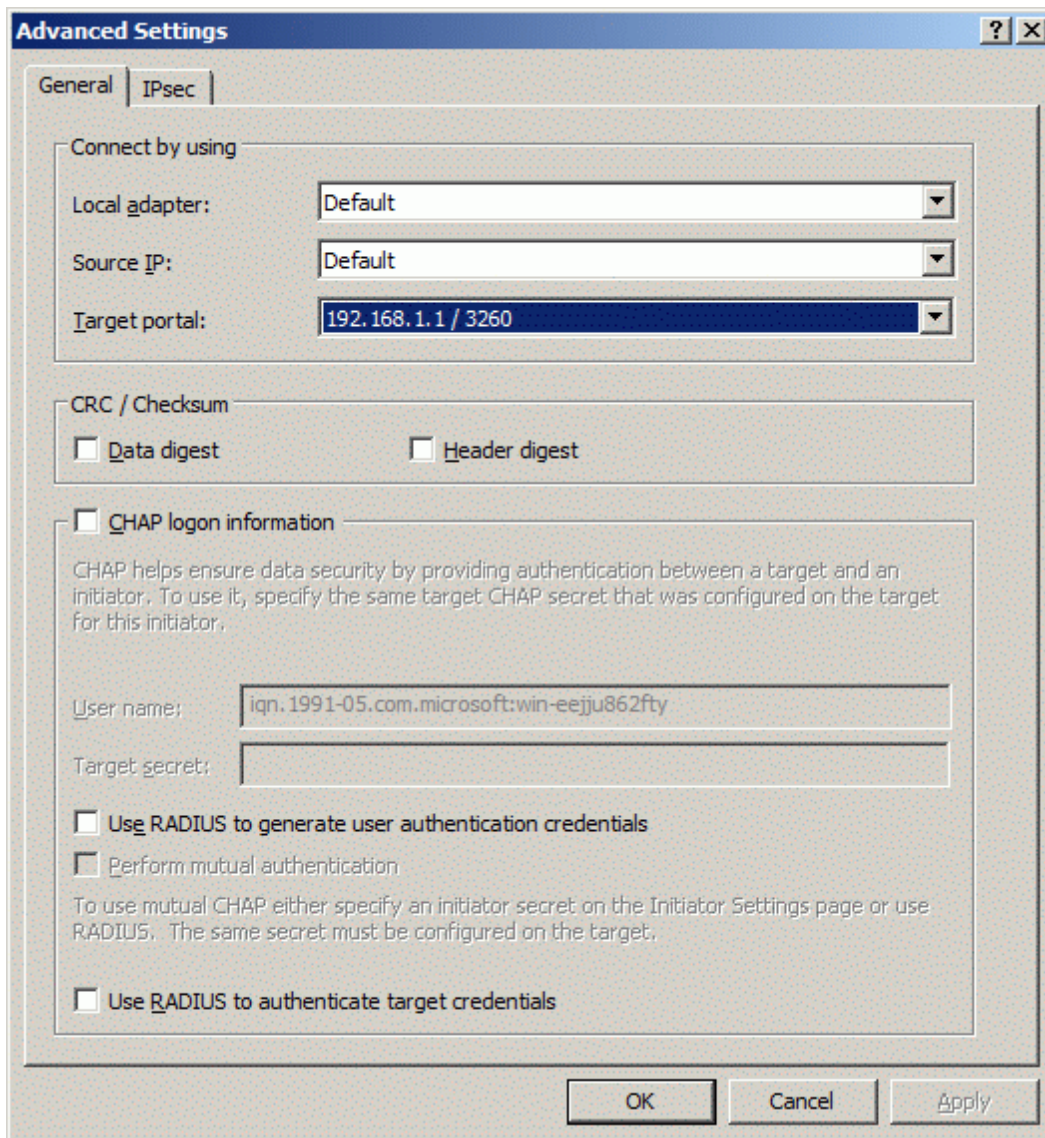 Advanced Settings
General
IPsec
Connect by using
Local adapter:
Default
Source IP:
Default
Target portal:
192.168.1.1 / 3260
CRC / Checksum
Data digest
Header digest
CHAP logon information
CHAP helps ensure data security by providing authentication between a target and an
initiator. To use it, specify the same target CHAP secret that was configured on the target
for this initiator.
User name:
iqn.1991-05.com.microsoft:win-eejju862fty
Target secret:
Use RADIUS to generate user authentication credentials
Perform mutual authentication
To use mutual CHAP either specify an initiator secret on the Initiator Settings page or use
RADIUS.  The same secret must be configured on the target.
Use RADIUS to authenticate target credentials
OK
Cancel
Apply